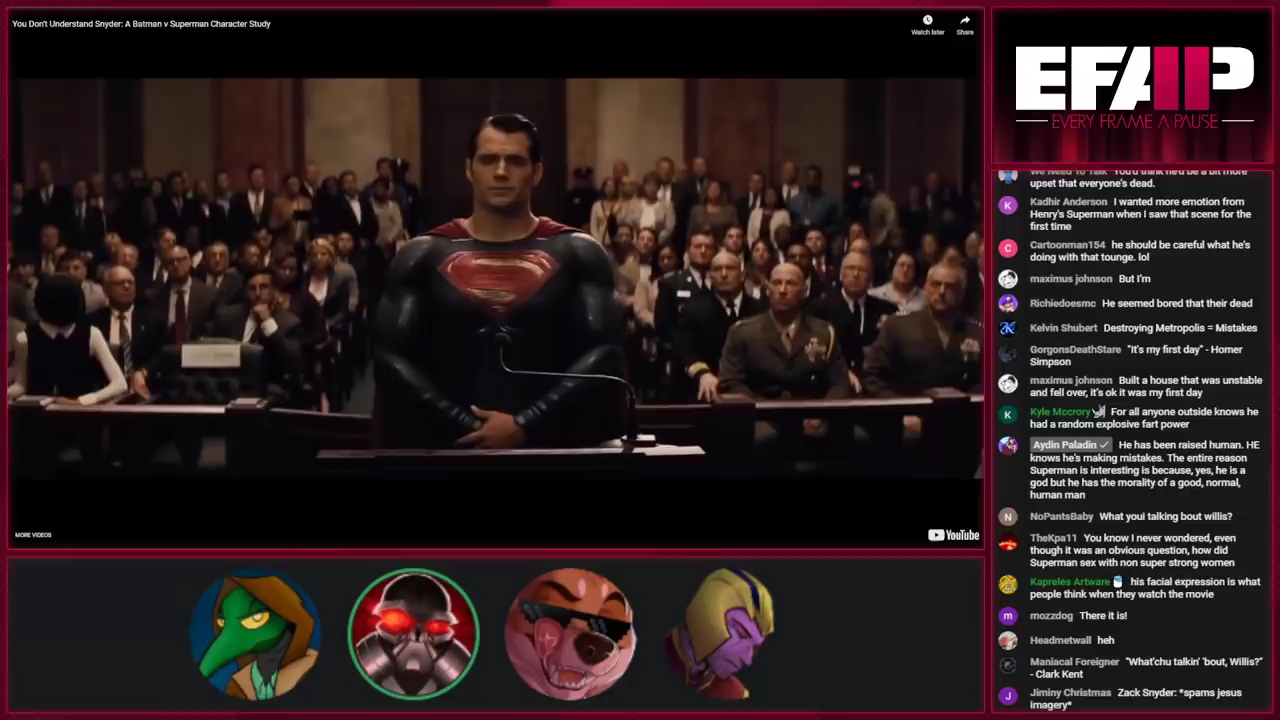 You Don't Understand Snyder: A Batman v Superman Character Study
Watch later
Share
MORE VIDEOS
YouTube
EFAP
EVERY FRAME A PAUSE
We Need To Talk You'd think he'd be a bit more
upset that everyone's dead.
K
Kadhir Anderson I wanted more emotion from
Henry's Superman when I saw that scene for the
first time
C
Cartoonman154 he should be careful what he's
doing with that tounge. lol
maximus johnson But I'm
Richiedoesmc He seemed bored that their dead
Kelvin Shubert Destroying Metropolis = Mistakes
GorgonsDeathStare "It's my first day" - Homer
Simpson
maximus johnson Built a house that was unstable
and fell over, it's ok it was my first day
K
Kyle Mccrory For all anyone outside knows he
had a random explosive fart power
Aydin Paladin ✓ He has been raised human. HE
knows he's making mistakes. The entire reason
Superman is interesting is because, yes, he is a
god but he has the morality of a good, normal,
human man
N
NoPantsBaby What youi talking bout willis?
TheKpa11 You know I never wondered, even
though it was an obvious question, how did
Superman sex with non super strong women
Kapreles Artware his facial expression is what
people think when they watch the movie
m
mozzdog There it is!
Headmetwall heh
Maniacal Foreigner "What'chu talkin' 'bout, Willis?"
- Clark Kent
J
Jiminy Christmas Zack Snyder: *spams jesus
imagery*